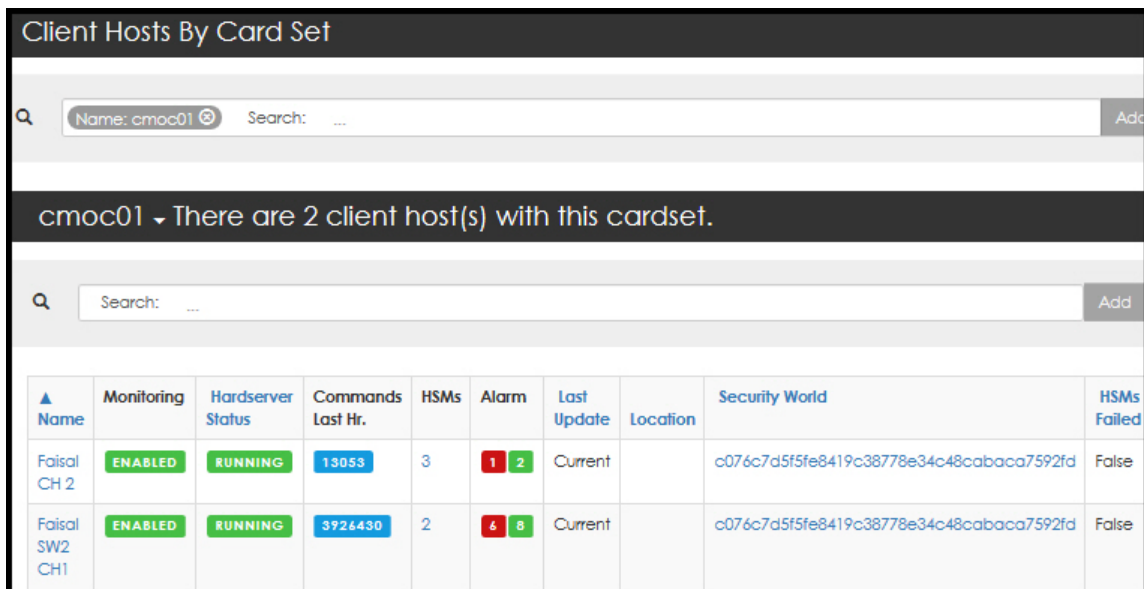 Client Hosts By Card Set
Name: cmoc01 Search: ...
cmoc01 There are 2 client host(s) with this cardset.
Search: ... Add
Name Monitoring Hardserver Status Commands Last Hr. HSMs Alarm Last Update Location Security World HSMs Failed
Faisal CH 2 ENABLED RUNNING 13053 3 1 2 Current c076c7d5f5fe8419c38778e34c48cabaca7592fd False
Faisal SW2 CH1 ENABLED RUNNING 3926430 2 6 8 Current c076c7d5f5fe8419c38778e34c48cabaca7592fd False